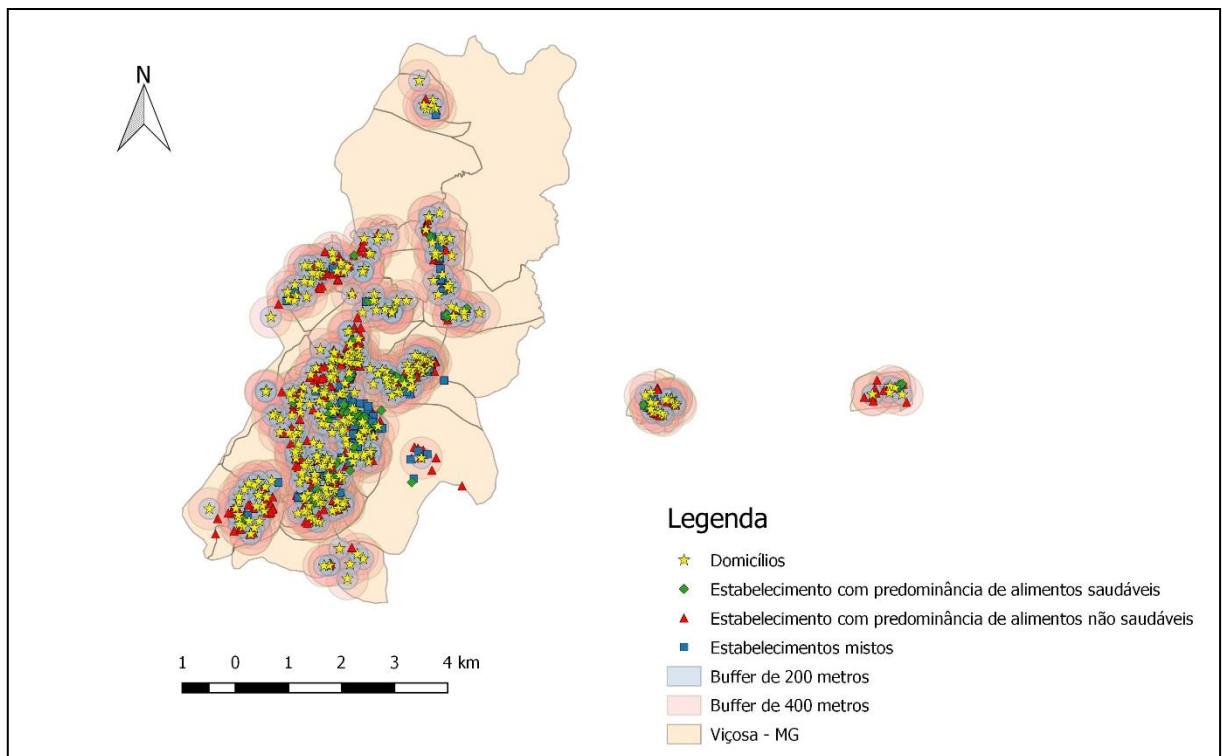 N
Legenda
Domicílios
Estabelecimento com predominância de alimentos saudáveis
Estabelecimento com predominância de alimentos não saudáveis
Estabelecimentos mistos
Buffer de 200 metros
Buffer de 400 metros
Viçosa - MG
1 0 1 2 3 4 km